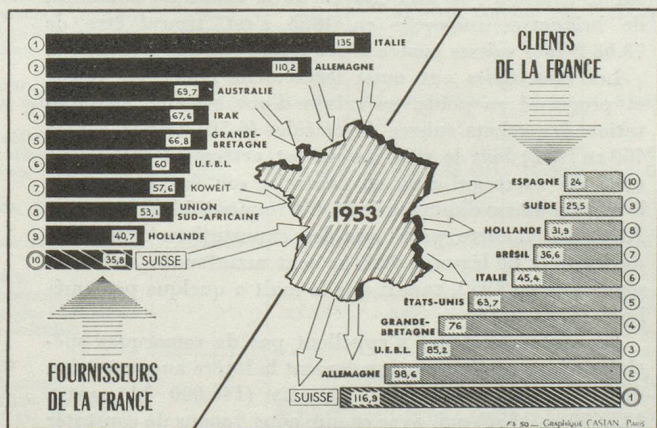 1 135 ITALIE
2 110,2 ALLEMAGNE
3 69,7 AUSTRALIE
4 67,6 IRAK
5 66,8 GRANDE-
BRETAGNE
6 60 U.E.B.L.
7 57,6 KOWEIT
8 53,1 UNION
SUD-AFRICAINE
9 40,7 HOLLANDE
10 35,8 SUISSE
FOURNISSEURS
DE LA FRANCE
1953
CLIENTS
DE LA FRANCE
ESPAGNE 24 10
SUÈDE 25,5 9
HOLLANDE 31,9 8
BRÉSIL 36,6 7
ITALIE 45,4 6
ÉTATS-UNIS 63,7 5
GRANDE-
BRETAGNE 76 4
U.E.B.L. 85,2 3
ALLEMAGNE 98,6 2
SUISSE 116,9 1
GRAPHIQUE CASTAN PARIS